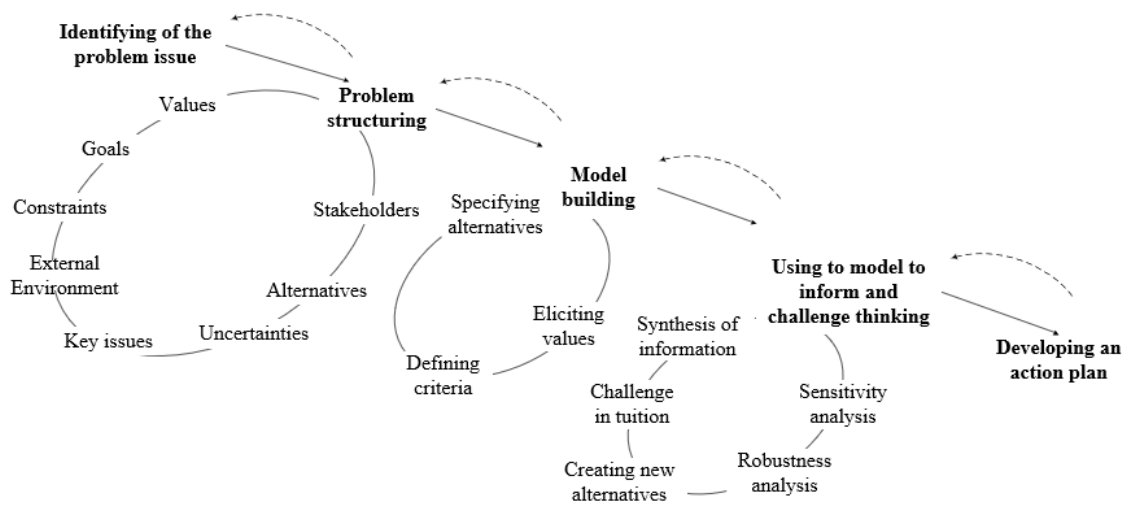 Identifying of the
problem issue
Problem
structuring
Values
Goals
Constraints
External
Environment
Key issues
Uncertainties
Alternatives
Stakeholders
Model
building
Specifying
alternatives
Defining
criteria
Eliciting
values
Using to model to
inform and
challenge thinking
Synthesis of
information
Challenge
in tuition
Creating new
alternatives
Robustness
analysis
Sensitivity
analysis
Developing an
action plan